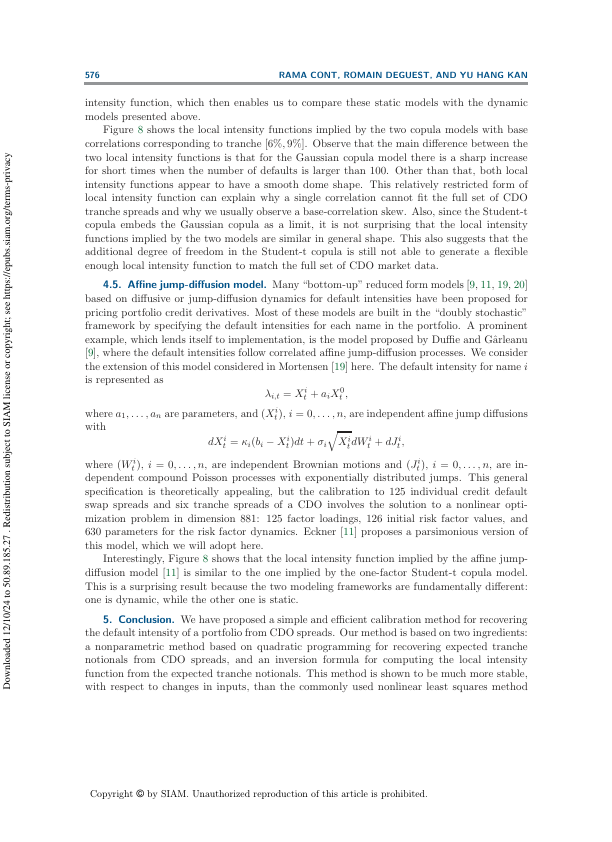 576 RAMA CONT, ROMAIN DEGUEST, AND YU HANG KAN
intensity function, which then enables us to compare these static models with the dynamic
models presented above.
Figure 8 shows the local intensity functions implied by the two copula models with base
correlations corresponding to tranche [6%, 9%]. Observe that the main difference between the
two local intensity functions is that for the Gaussian copula model there is a sharp increase
for short times when the number of defaults is larger than 100. Other than that, both local
intensity functions appear to have a smooth dome shape. This relatively restricted form of
local intensity function can explain why a single correlation cannot fit the full set of CDO
tranche spreads and why we usually observe a base-correlation skew. Also, since the Student-t
copula embeds the Gaussian copula as a limit, it is not surprising that the local intensity
functions implied by the two models are similar in general shape. This also suggests that the
additional degree of freedom in the Student-t copula is still not able to generate a flexible
enough local intensity function to match the full set of CDO market data.
4.5. Affine jump-diffusion model. Many “bottom-up” reduced form models [9, 11, 19, 20]
based on diffusive or jump-diffusion dynamics for default intensities have been proposed for
pricing portfolio credit derivatives. Most of these models are built in the “doubly stochastic”
framework by specifying the default intensities for each name in the portfolio. A prominent
example, which lends itself to implementation, is the model proposed by Duffie and Gârleanu
[9], where the default intensities follow correlated affine jump-diffusion processes. We consider
the extension of this model considered in Mortensen [19] here. The default intensity for name i
is represented as
λ_{i,t} = X_t^i + a_i X_t^0,
where a_1, . . . , a_n are parameters, and (X_t^i), i = 0, . . . , n, are independent affine jump diffusions
with
dX_t^i = κ_i(b_i − X_t^i)dt + σ_i√X_t^i dW_t^i + dJ_t^i,
where (W_t^i), i = 0, . . . , n, are independent Brownian motions and (J_t^i), i = 0, . . . , n, are in-
dependent compound Poisson processes with exponentially distributed jumps. This general
specification is theoretically appealing, but the calibration to 125 individual credit default
swap spreads and six tranche spreads of a CDO involves the solution to a nonlinear opti-
mization problem in dimension 881: 125 factor loadings, 126 initial risk factor values, and
630 parameters for the risk factor dynamics. Eckner [11] proposes a parsimonious version of
this model, which we will adopt here.
Interestingly, Figure 8 shows that the local intensity function implied by the affine jump-
diffusion model [11] is similar to the one implied by the one-factor Student-t copula model.
This is a surprising result because the two modeling frameworks are fundamentally different:
one is dynamic, while the other one is static.
5. Conclusion. We have proposed a simple and efficient calibration method for recovering
the default intensity of a portfolio from CDO spreads. Our method is based on two ingredients:
a nonparametric method based on quadratic programming for recovering expected tranche
notionals from CDO spreads, and an inversion formula for computing the local intensity
function from the expected tranche notionals. This method is shown to be much more stable,
with respect to changes in inputs, than the commonly used nonlinear least squares method
Copyright © by SIAM. Unauthorized reproduction of this article is prohibited.
Downloaded 12/10/24 to 50.89.185.27 . Redistribution subject to SIAM license or copyright; see https://epubs.siam.org/terms-privacy